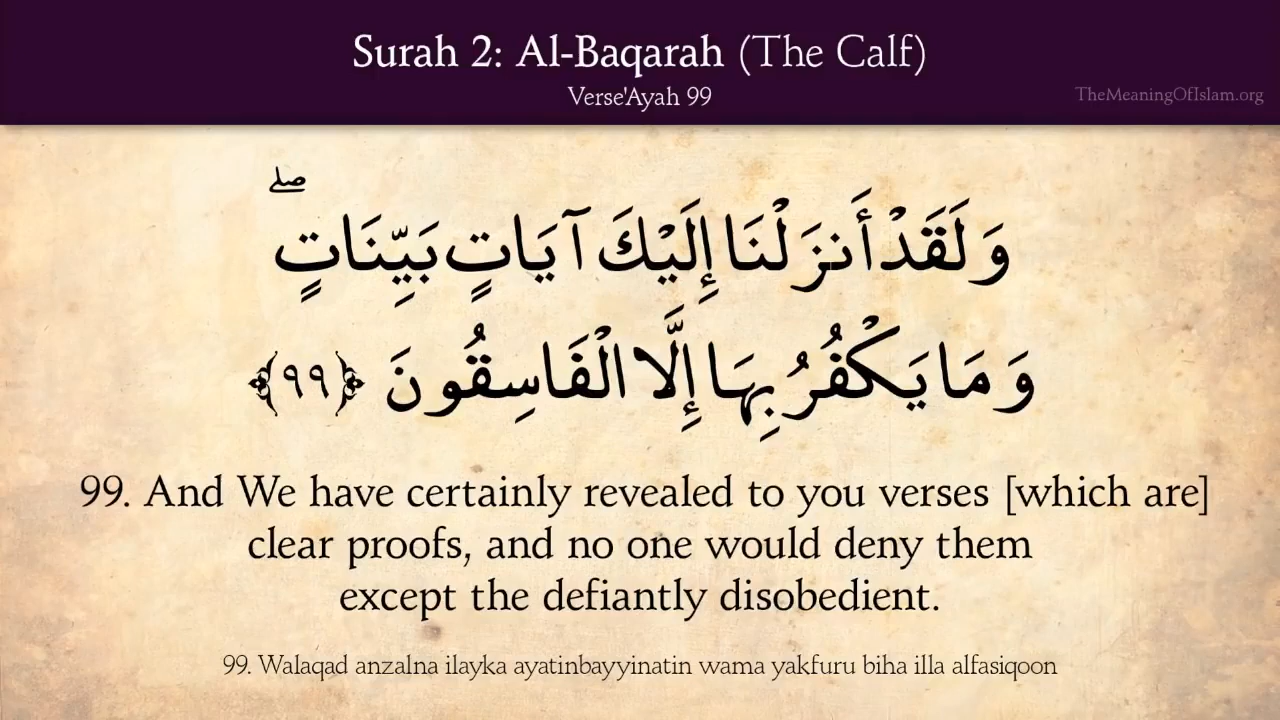 Surah 2: Al-Baqarah (The Calf)
Verse'Ayah 99
TheMeaningOfIslam.org
وَلَقَدْ أَنزَلْنَا إِلَيْكَ آيَاتٍ بَيِّنَاتٍ ۖ
وَمَا يَكْفُرُ بِهَا إِلَّا الْفَاسِقُونَ ﴿٩٩﴾
99. And We have certainly revealed to you verses [which are]
clear proofs, and no one would deny them
except the defiantly disobedient.
99. Walaqad anzalna ilayka ayatinbayyinatin wama yakfuru biha illa alfasiqoon